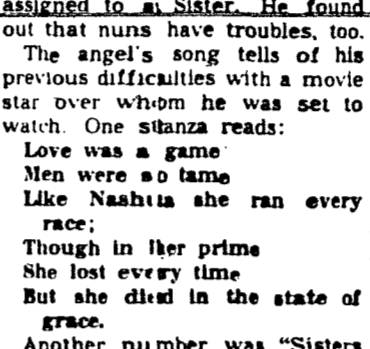 assigned to a Sister. He found
out that nuns have troubles, too.
The angel's song tells of his
previous difficulties with a movie
star over whom he was set to
watch. One stanza reads:
Love was a game
Men were so tame
Like Nashua she ran every
race;
Though in her prime
She lost every time
But she died in the state of
grace.
Another number was "Sisters